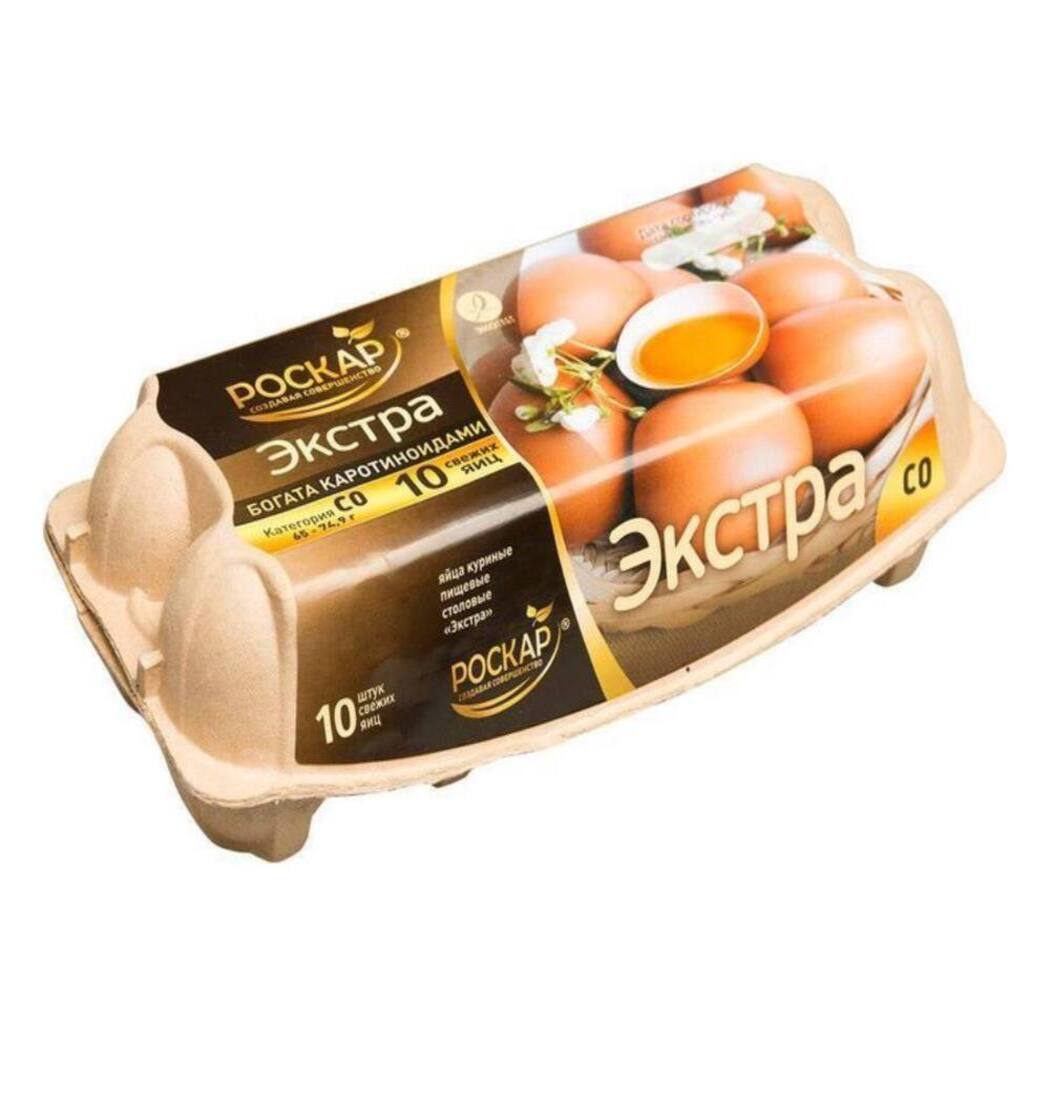 РОСКАР®
СОЗДАВАЯ СОВЕРШЕНСТВО
Экстра
БОГАТА КАРОТИНОИДАМИ
Категория СО 10 свежих яиц
65 - 74,9 г
яйца куриные
пищевые
столовые
«Экстра»
РОСКАР®
СОЗДАВАЯ СОВЕРШЕНСТВО
10 штук
свежих
яиц
Экстра
СО